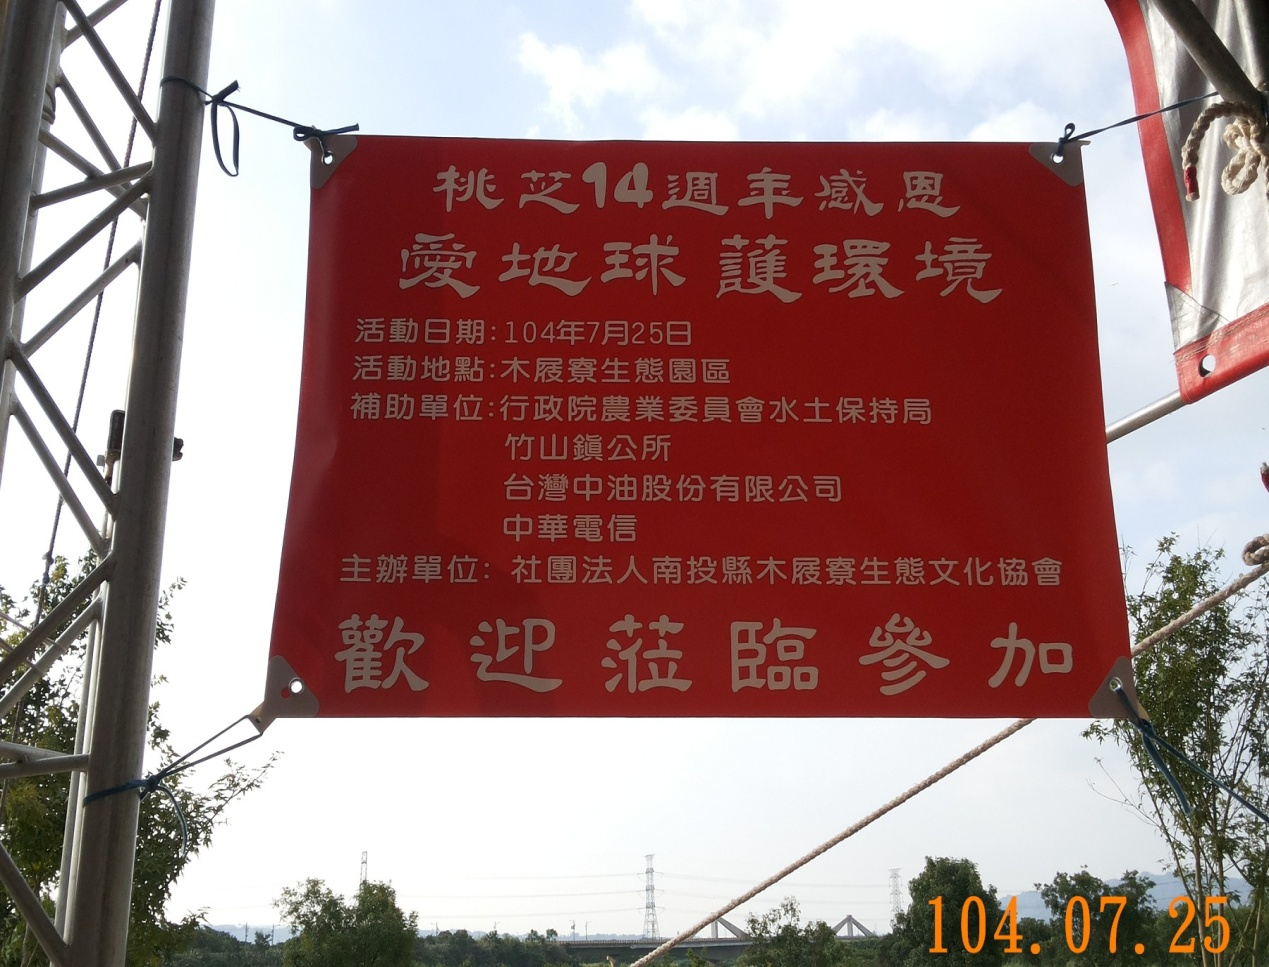 桃芝14週年感恩
愛地球護環境
活動日期：104年7月25日
活動地點：木屐寮生態園區
補助單位：行政院農業委員會水土保持局
竹山鎮公所
台灣中油股份有限公司
中華電信
主辦單位：社團法人南投縣木屐寮生態文化協會
歡迎蒞臨參加
104.07.25